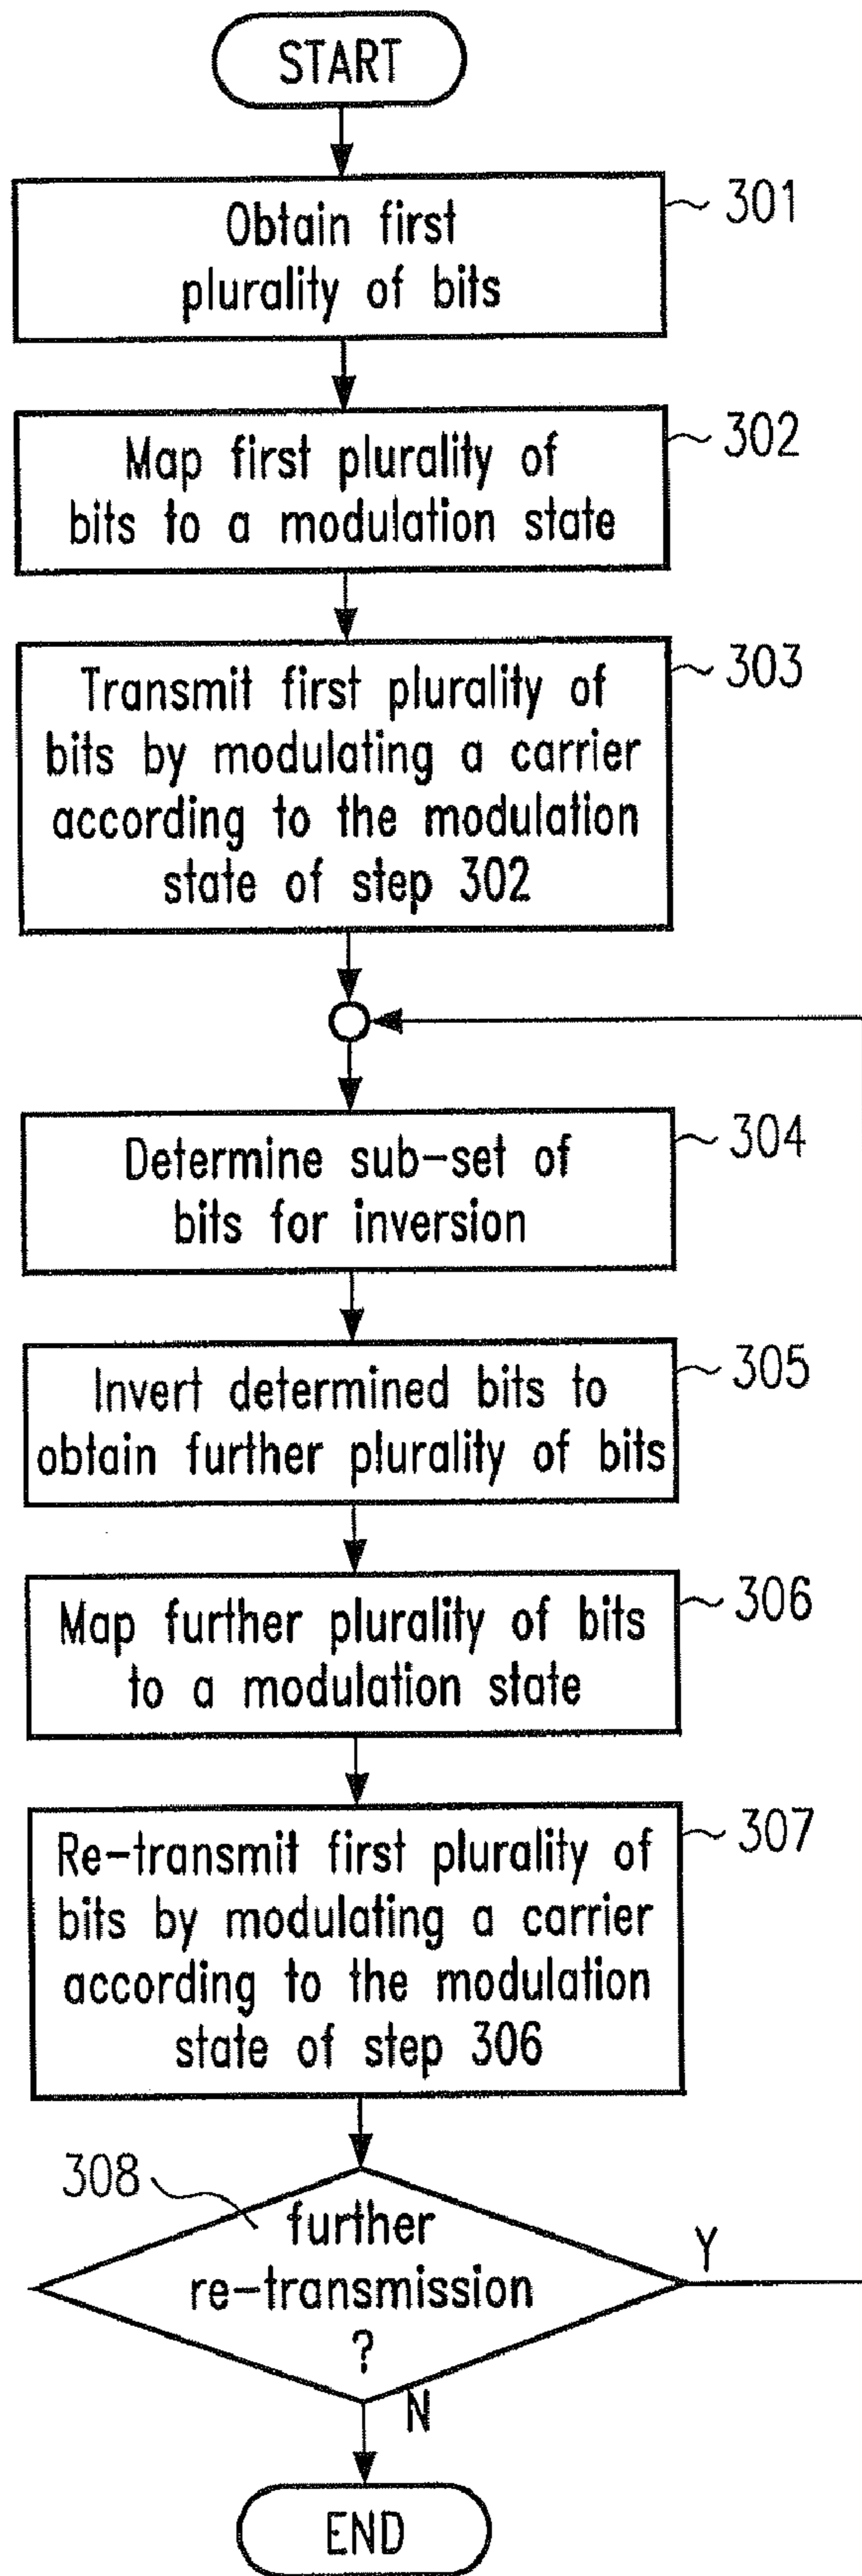 START
301
Obtain first
plurality of bits
302
Map first plurality of
bits to a modulation state
303
Transmit first plurality of
bits by modulating a carrier
according to the modulation
state of step 302
304
Determine sub-set of
bits for inversion
305
Invert determined bits to
obtain further plurality of bits
306
Map further plurality of bits
to a modulation state
307
Re-transmit first plurality of
bits by modulating a carrier
according to the modulation
state of step 306
308
further
re-transmission
?
Y
N
END